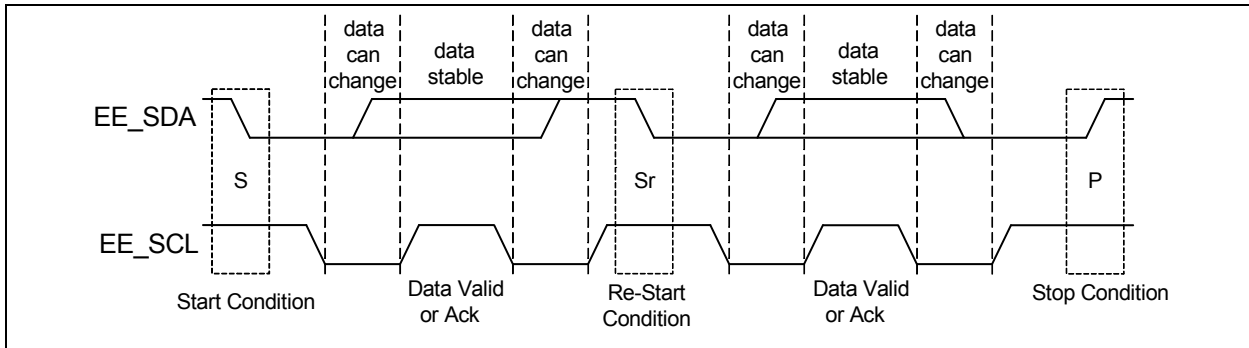 data
can
change
data
stable
data
can
change
data
can
change
data
stable
data
can
change
EE_SDA
S
Sr
P
EE_SCL
Start Condition
Data Valid
or Ack
Re-Start
Condition
Data Valid
or Ack
Stop Condition